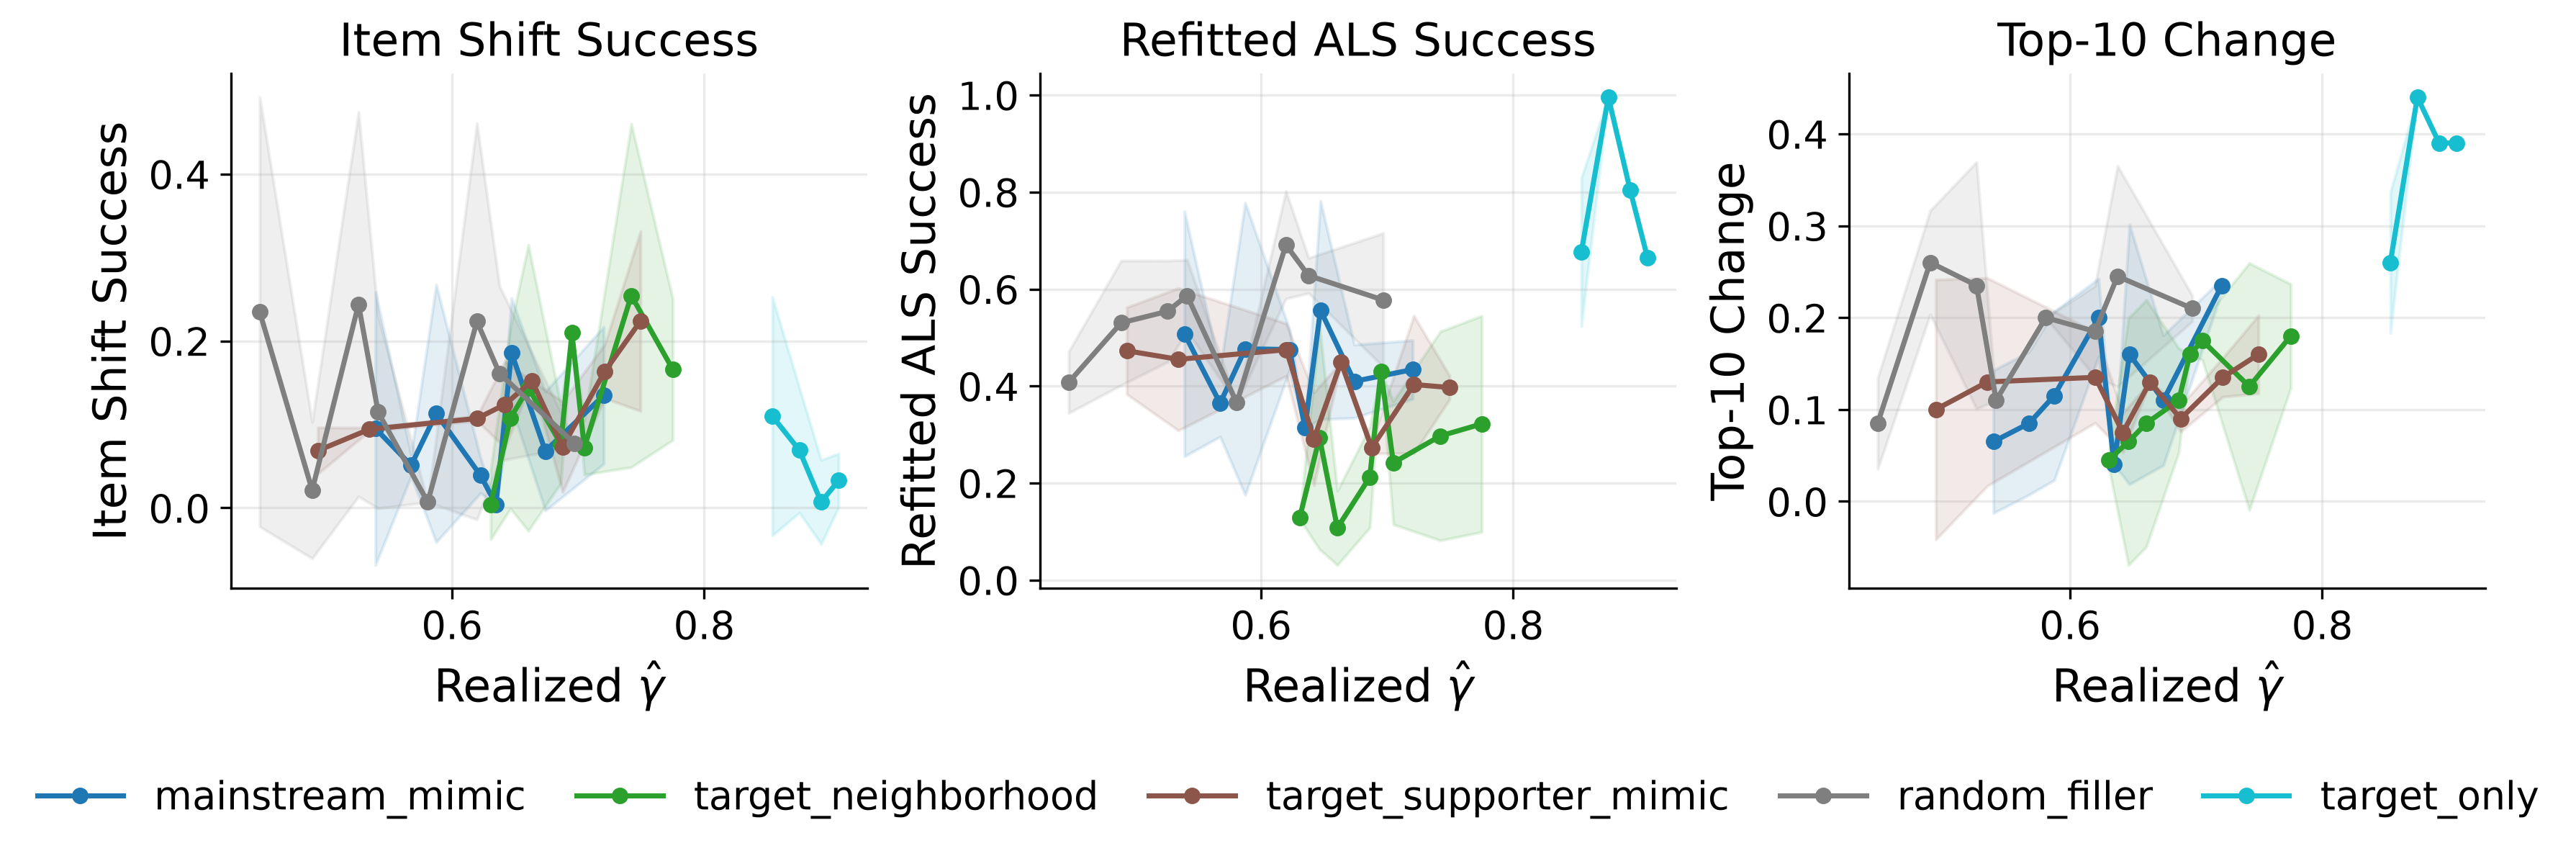 Item Shift Success
Refitted ALS Success
Top-10 Change
Item Shift Success
0.4
0.2
0.0
0.6
0.8
Realized γ̂
Refitted ALS Success
1.0
0.8
0.6
0.4
0.2
0.0
0.6
0.8
Realized γ̂
Top-10 Change
0.4
0.3
0.2
0.1
0.0
0.6
0.8
Realized γ̂
mainstream_mimic
target_neighborhood
target_supporter_mimic
random_filler
target_only